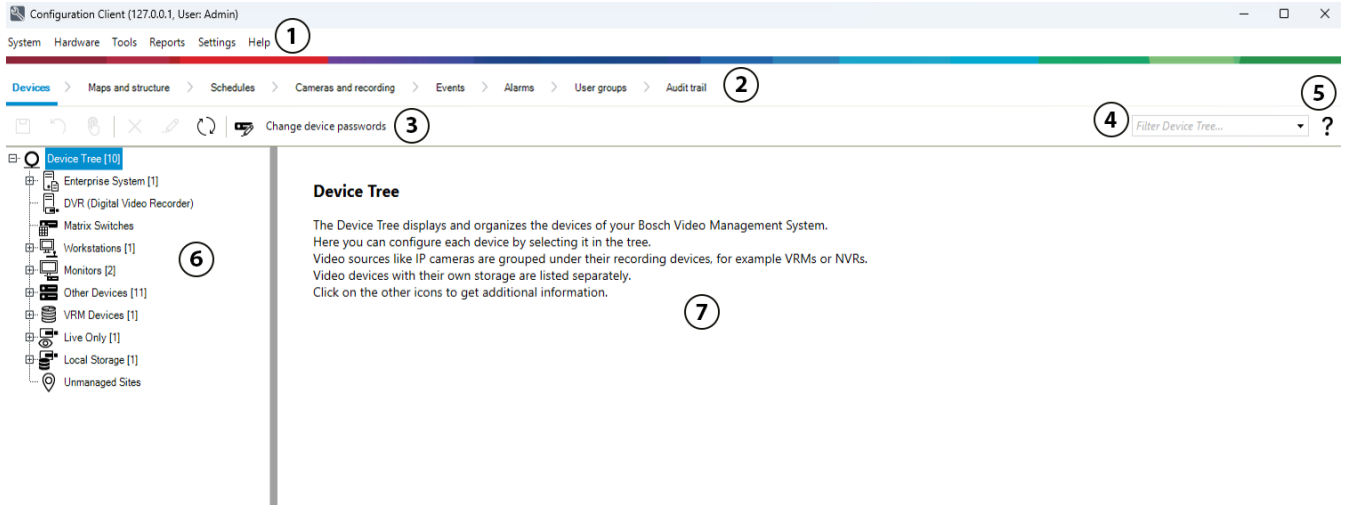 Configuration Client (127.0.0.1, User: Admin)
System Hardware Tools Reports Settings Help 1
Devices Maps and structure Schedules Cameras and recording Events Alarms User groups Audit trail 2
5
Change device passwords 3 4 Filter Device Tree... ?
Device Tree [10]
Enterprise System [1]
DVR (Digital Video Recorder)
Matrix Switches
Workstations [1]
6
Monitors [2]
Other Devices [11]
VRM Devices [1]
Live Only [1]
Local Storage [1]
Unmanaged Sites
Device Tree
The Device Tree displays and organizes the devices of your Bosch Video Management System.
Here you can configure each device by selecting it in the tree.
Video sources like IP cameras are grouped under their recording devices, for example VRMs or NVRs.
Video devices with their own storage are listed separately.
Click on the other icons to get additional information.
7